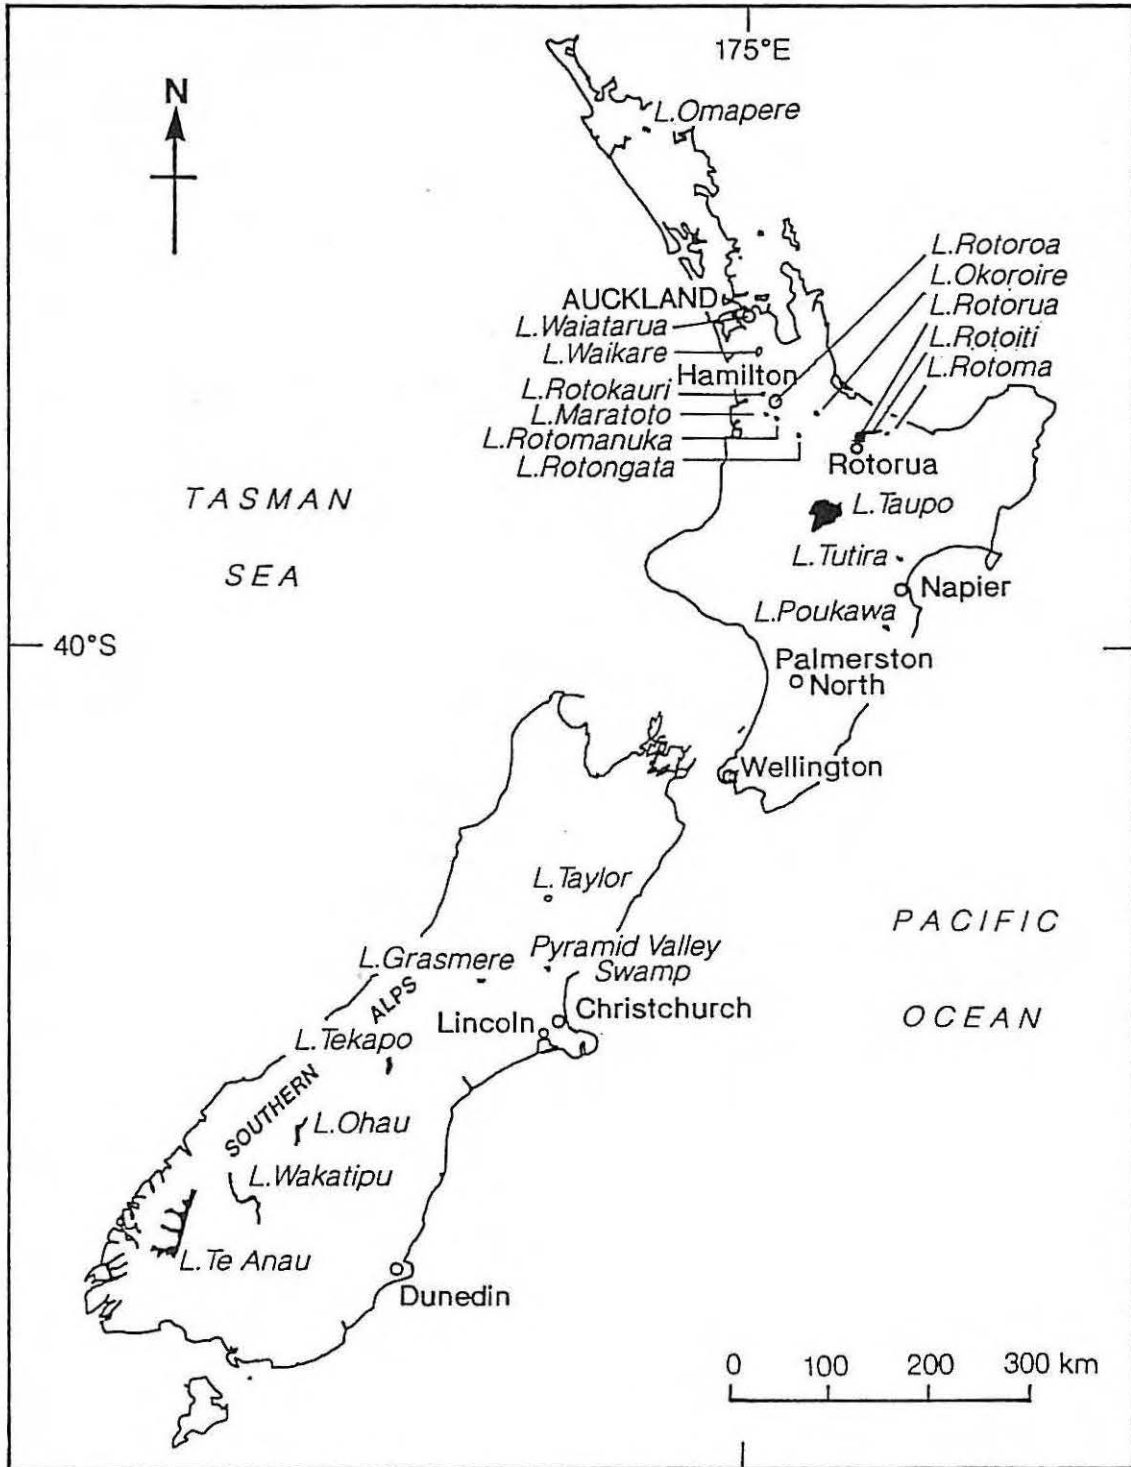 175°E
N
L.Omapere
L.Rotoroa
L.Okoroire
AUCKLAND
L.Rotorua
L.Waiatarua
L.Rotoiti
L.Waikare
L.Rotoma
Hamilton
L.Rotokauri
L.Maratoto
L.Rotomanuka
L.Rotongata
Rotorua
TASMAN
SEA
L.Taupo
L.Tutira
Napier
L.Poukawa
40°S
Palmerston
North
Wellington
L.Taylor
PACIFIC
OCEAN
L.Grasmere
Pyramid Valley
Swamp
Christchurch
Lincoln
SOUTHERN ALPS
L.Tekapo
L.Ohau
L.Wakatipu
L.Te Anau
Dunedin
0 100 200 300 km